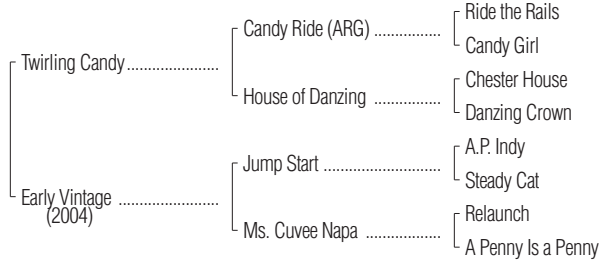 Ride the Rails
Candy Ride (ARG) ................
Candy Girl
Twirling Candy......................
Chester House
House of Danzing ................
Danzing Crown
A.P. Indy
Jump Start ............................
Steady Cat
Early Vintage ........................
(2004)
Relaunch
Ms. Cuvee Napa ..................
A Penny Is a Penny